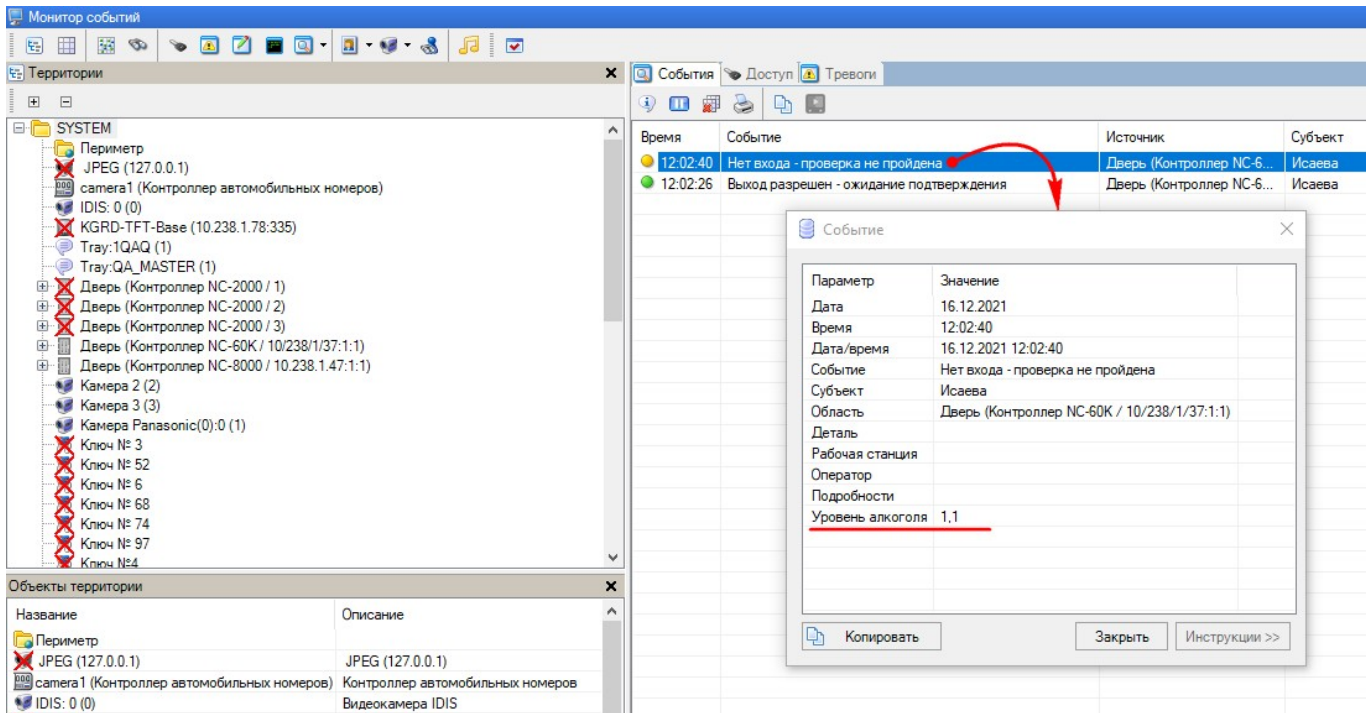 Монитор событий
Территории
SYSTEM
Периметр
JPEG (127.0.0.1)
camera1 (Контроллер автомобильных номеров)
IDIS: 0 (0)
KGRD-TFT-Base (10.238.1.78:335)
Tray:1QAQ (1)
Tray:QA_MASTER (1)
Дверь (Контроллер NC-2000 / 1)
Дверь (Контроллер NC-2000 / 2)
Дверь (Контроллер NC-2000 / 3)
Дверь (Контроллер NC-60K / 10/238/1/37:1:1)
Дверь (Контроллер NC-8000 / 10.238.1.47:1:1)
Камера 2 (2)
Камера 3 (3)
Камера Panasonic(0):0 (1)
Ключ № 3
Ключ № 52
Ключ № 6
Ключ № 68
Ключ № 74
Ключ № 97
Ключ №4
Объекты территории
Название Описание
Периметр
JPEG (127.0.0.1) JPEG (127.0.0.1)
camera1 (Контроллер автомобильных номеров) Контроллер автомобильных номеров
IDIS: 0 (0) Видеокамера IDIS
События Доступ Тревоги
Время Событие Источник Субъект
12:02:40 Нет входа - проверка не пройдена Дверь (Контроллер NC-6... Исаева
12:02:26 Выход разрешен - ожидание подтверждения Дверь (Контроллер NC-6... Исаева
Событие
Параметр Значение
Дата 16.12.2021
Время 12:02:40
Дата/время 16.12.2021 12:02:40
Событие Нет входа - проверка не пройдена
Субъект Исаева
Область Дверь (Контроллер NC-60K / 10/238/1/37:1:1)
Деталь
Рабочая станция
Оператор
Подробности
Уровень алкоголя 1,1
Копировать Закрыть Инструкции >>